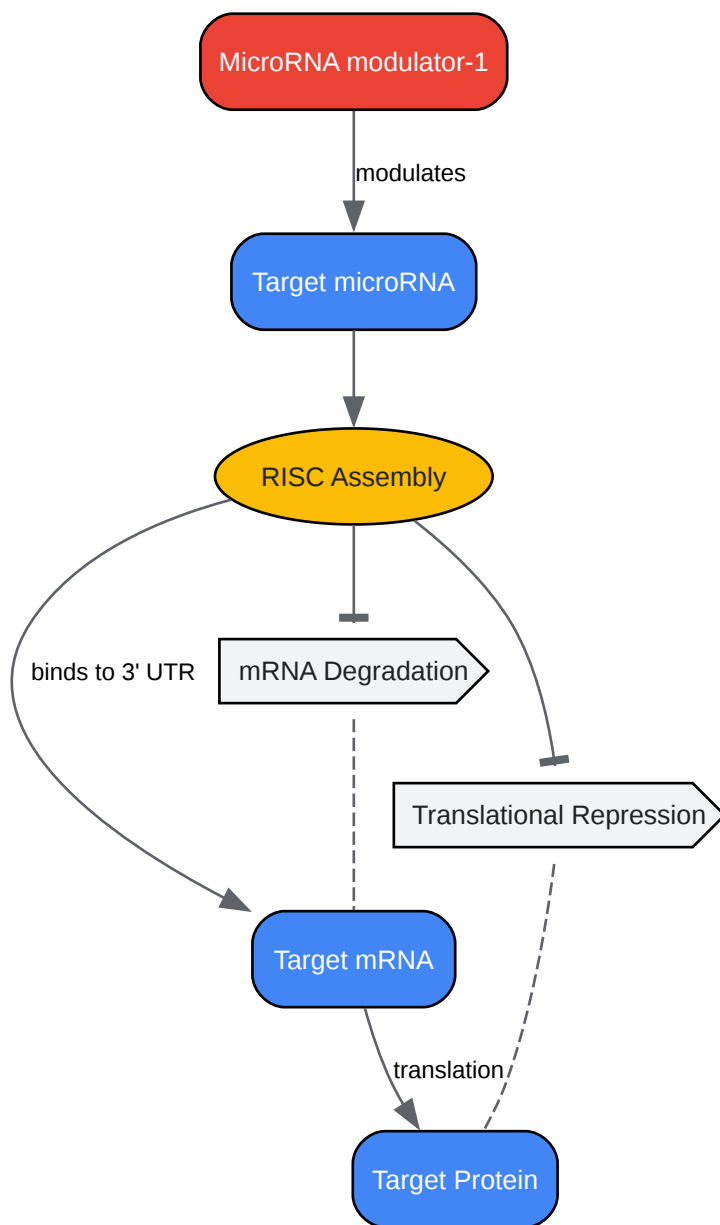 MicroRNA modulator-1
modulates
Target microRNA
RISC Assembly
binds to 3' UTR
mRNA Degradation
Translational Repression
Target mRNA
translation
Target Protein